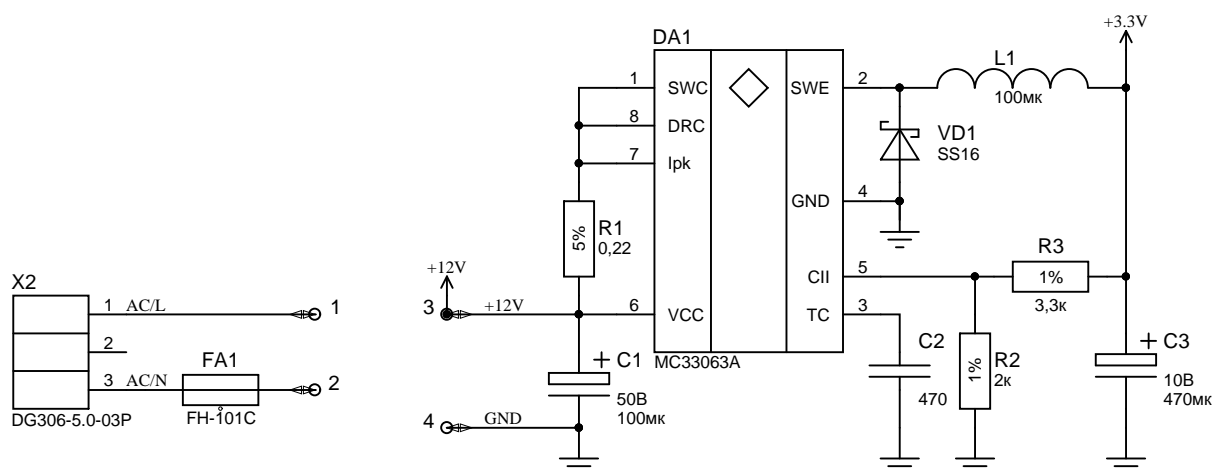 +3.3V
DA1
L1
1
SWC
SWE
2
100мк
8
DRC
VD1
SS16
7
Ipk
GND
4
5%
R1
0,22
R3
X2
+12V
CII
5
1%
3,3к
1
AC/L
1
3
+12V
6
VCC
TC
3
2
C2
R2
+
C3
3
AC/N
FA1
2
+
C1
MC33063A
470
1%
2к
10В
470мк
DG306-5.0-03P
FH-101C
50В
100мк
4
GND